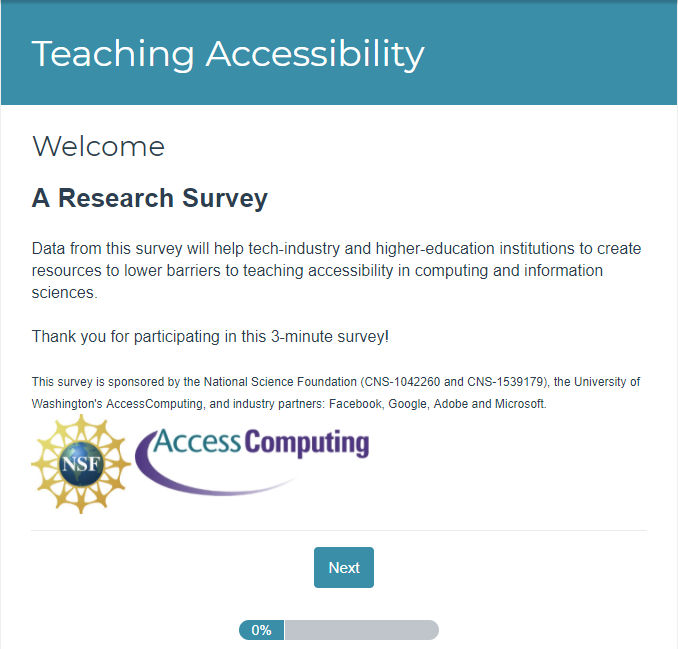 Teaching Accessibility
Welcome
A Research Survey
Data from this survey will help tech-industry and higher-education institutions to create
resources to lower barriers to teaching accessibility in computing and information
sciences.
Thank you for participating in this 3-minute survey!
This survey is sponsored by the National Science Foundation (CNS-1042260 and CNS-1539179), the University of
Washington's AccessComputing, and industry partners: Facebook, Google, Adobe and Microsoft.
NSF
AccessComputing
Next
0%